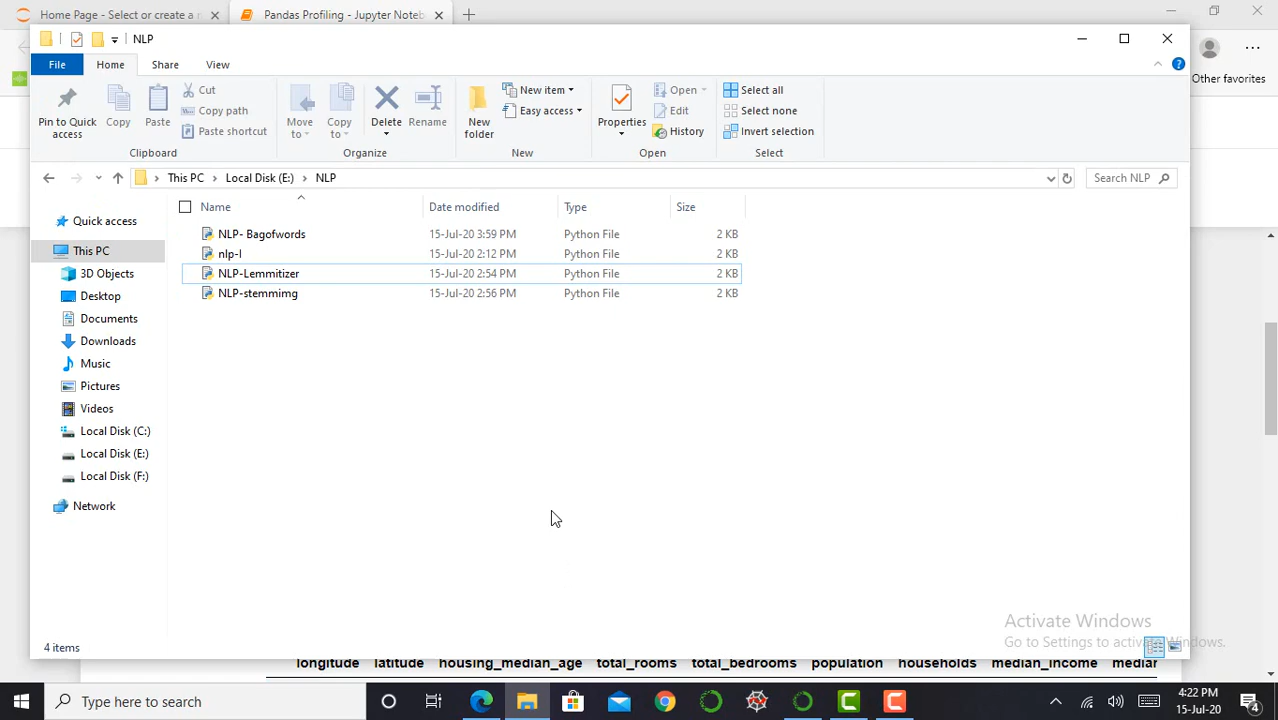 Home Page - Select or create a n
Pandas Profiling - Jupyter Noteb
NLP
File
Home
Share
View
Other favorites
Pin to Quick access
Copy
Paste
Cut
Copy path
Paste shortcut
Clipboard
Move to
Copy to
Delete
Rename
Organize
New folder
New item
Easy access
New
Properties
Open
Edit
History
Open
Select all
Select none
Invert selection
Select
This PC
Local Disk (E:)
NLP
Search NLP
Name
Date modified
Type
Size
NLP- Bagofwords 15-Jul-20 3:59 PM Python File 2 KB
nlp-I 15-Jul-20 2:12 PM Python File 2 KB
NLP-Lemmitizer 15-Jul-20 2:54 PM Python File 2 KB
NLP-stemmimg 15-Jul-20 2:56 PM Python File 2 KB
Quick access
This PC
3D Objects
Desktop
Documents
Downloads
Music
Pictures
Videos
Local Disk (C:)
Local Disk (E:)
Local Disk (F:)
Network
Activate Windows
Go to Settings to activate Windows.
4 items
longitude latitude housing_median_age total_rooms total_bedrooms population households median_income median
Type here to search
4:22 PM
15-Jul-20
4